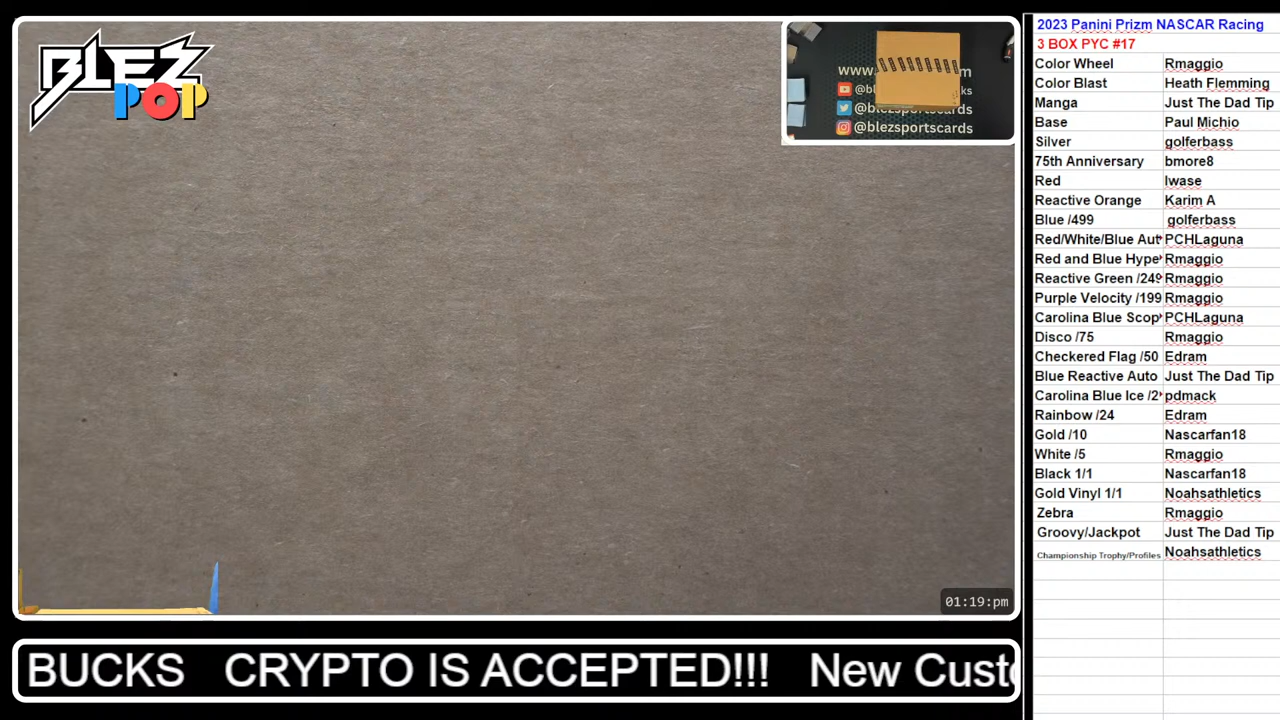 BLEZ
POP
www. m
@bl ks
@blezsportscards
@blezsportscards
01:19:pm
BUCKS CRYPTO IS ACCEPTED!!! New Custo
2023 Panini Prizm NASCAR Racing
3 BOX PYC #17
Color Wheel Rmaggio
Color Blast Heath Flemming
Manga Just The Dad Tip
Base Paul Michio
Silver golferbass
75th Anniversary bmore8
Red Iwase
Reactive Orange Karim A
Blue /499 golferbass
Red/White/Blue Aut PCHLaguna
Red and Blue Hype Rmaggio
Reactive Green /249 Rmaggio
Purple Velocity /199 Rmaggio
Carolina Blue Scop PCHLaguna
Disco /75 Rmaggio
Checkered Flag /50 Edram
Blue Reactive Auto Just The Dad Tip
Carolina Blue Ice /2 pdmack
Rainbow /24 Edram
Gold /10 Nascarfan18
White /5 Rmaggio
Black 1/1 Nascarfan18
Gold Vinyl 1/1 Noahsathletics
Zebra Rmaggio
Groovy/Jackpot Just The Dad Tip
Championship Trophy/Profiles Noahsathletics